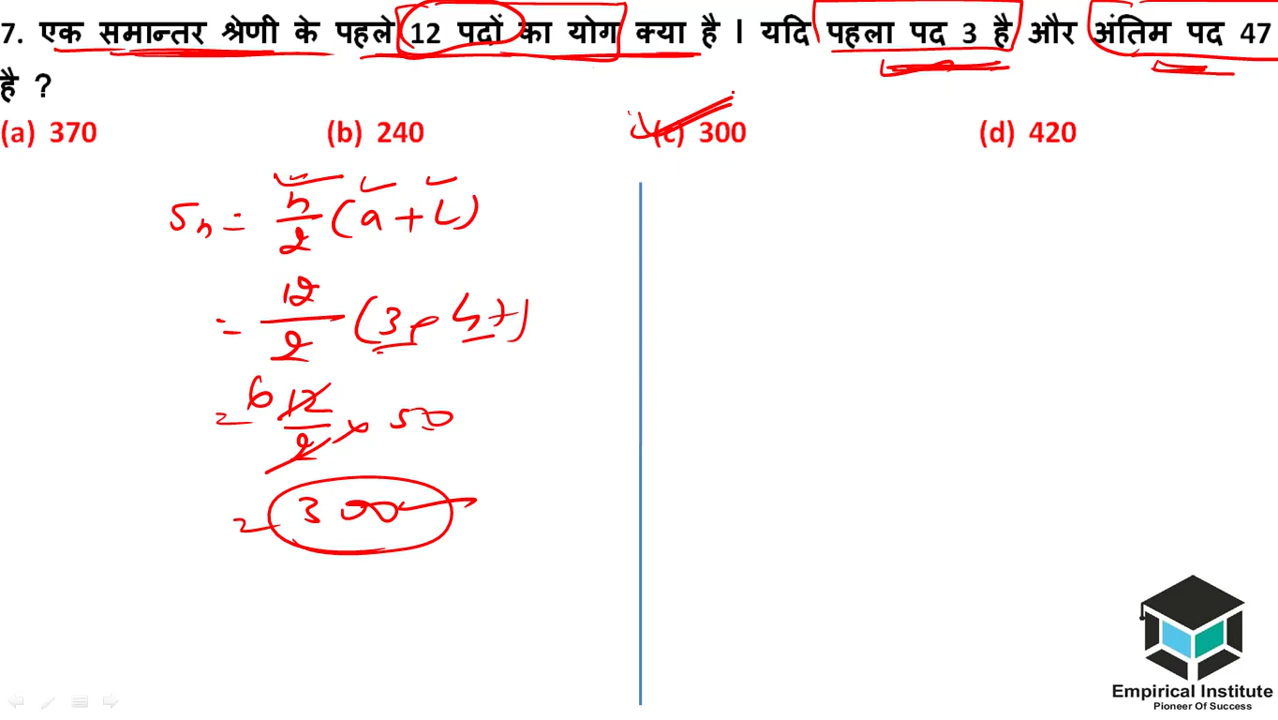 7. एक समान्तर श्रेणी के पहले 12 पदों का योग क्या है । यदि पहला पद 3 है और अंतिम पद 47
है ?
(a) 370 (b) 240 (c) 300 (d) 420
Sn = n/2 (a + L)
= 12/2 (3 + 47)
= 6 12/2 × 50
= 300
Empirical Institute
Pioneer Of Success